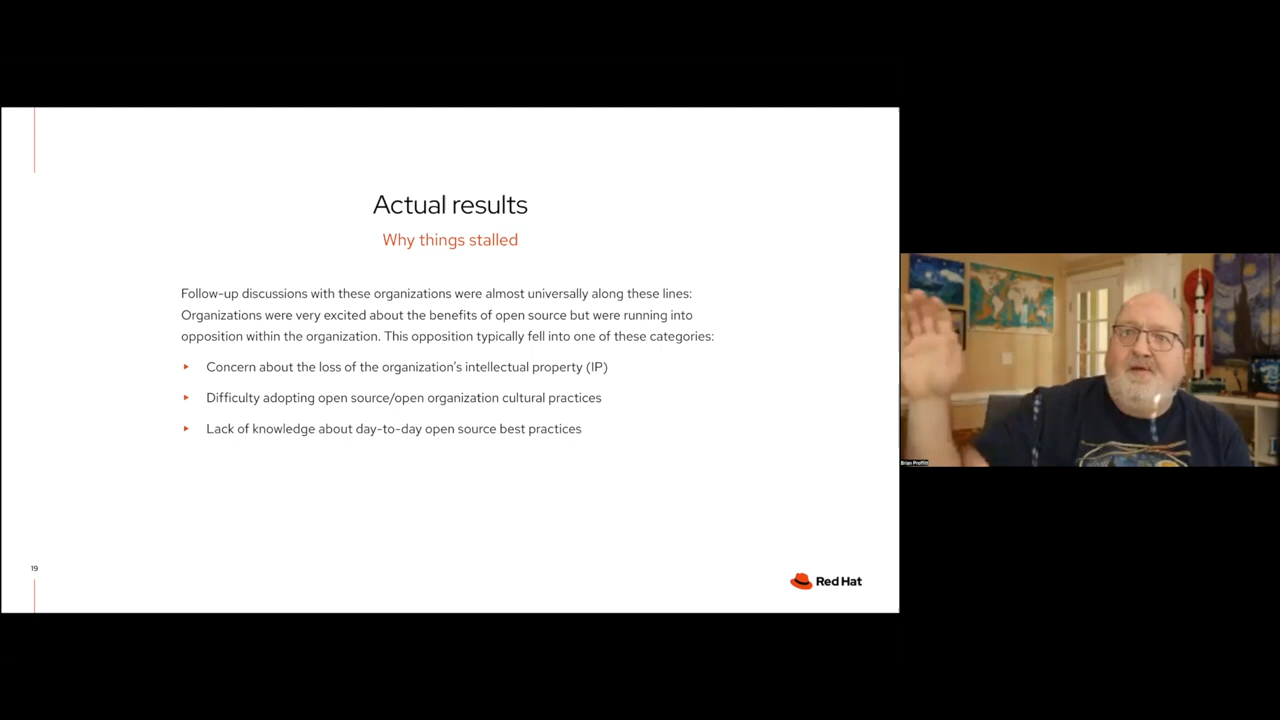 Actual results
Why things stalled
Follow-up discussions with these organizations were almost universally along these lines:
Organizations were very excited about the benefits of open source but were running into
opposition within the organization. This opposition typically fell into one of these categories:
Concern about the loss of the organization's intellectual property (IP)
Difficulty adopting open source/open organization cultural practices
Lack of knowledge about day-to-day open source best practices
19
Red Hat
Brian Proffitt